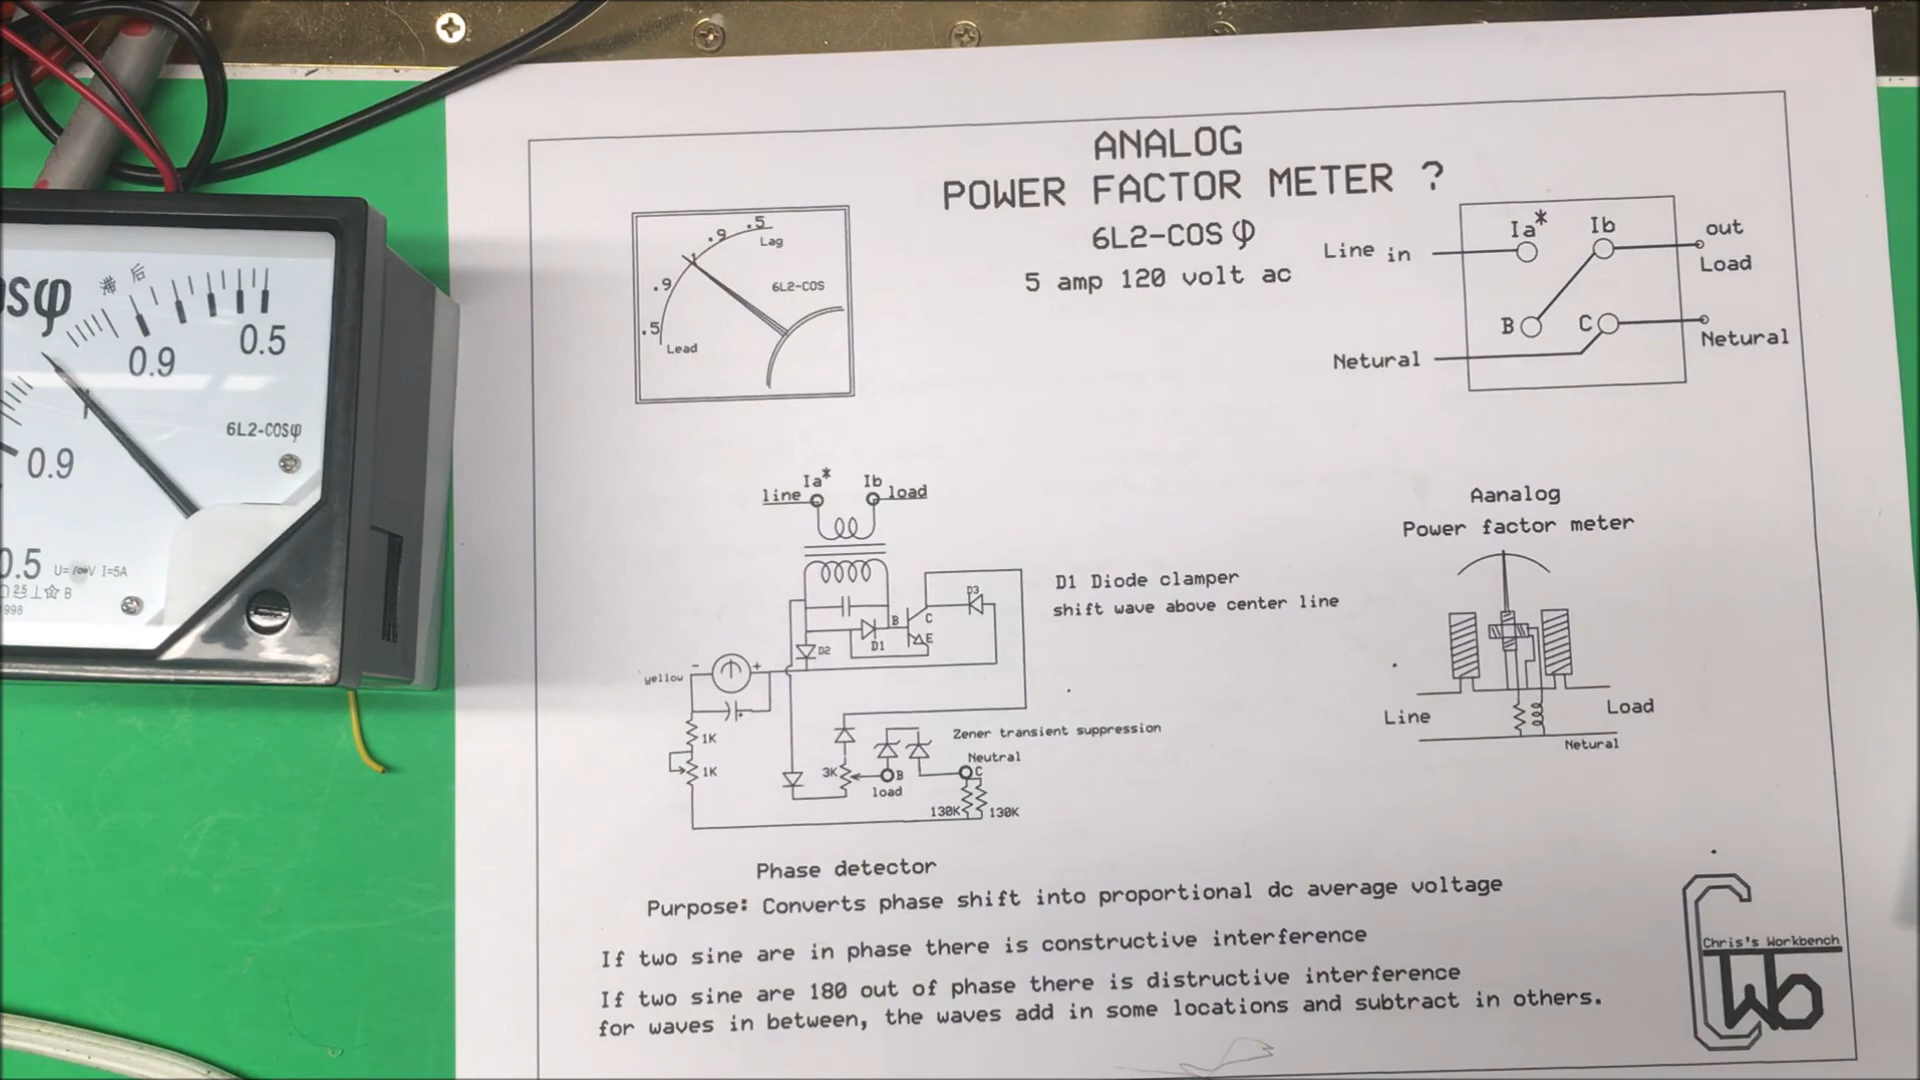 ANALOG
POWER FACTOR METER ?
6L2-COS φ
5 amp 120 volt ac
.5
.9
Lag
1
.9
6L2-COS
.5
Lead
Ia*
Ib
out
Line in
Load
B
C
Netural
Netural
Ia*
Ib
line
load
D3
B
C
E
D1
D2
D1 Diode clamper
shift wave above center line
yellow
-
+
1K
1K
3K
B
load
Zener transient suppression
Neutral
C
130K
130K
Aanalog
Power factor meter
Line
Load
Netural
Phase detector
Purpose: Converts phase shift into proportional dc average voltage
If two sine are in phase there is constructive interference
If two sine are 180 out of phase there is distructive interference
for waves in between, the waves add in some locations and subtract in others.
Chris's Workbench
CWb
osφ
滞后
0.9
0.5
1
6L2-COSφ
0.9
0.5
I=5A
2.5
B
1998